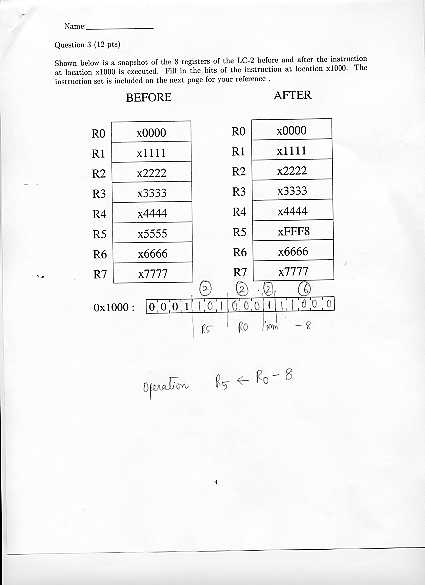 Name:
Question 3 (12 pts)
Shown below is a snapshot of the 8 registers of the LC-2 before and after the instruction
at location x1000 is executed. Fill in the bits of the instruction at location x1000. The
instruction set is included on the next page for your reference .
BEFORE AFTER
R0 x0000 R0 x0000
R1 x1111 R1 x1111
R2 x2222 R2 x2222
R3 x3333 R3 x3333
R4 x4444 R4 x4444
R5 x5555 R5 xFFF8
R6 x6666 R6 x6666
R7 x7777 R7 x7777
2 2 2 6
0x1000 : 0 0 0 1 1 0 1 0 0 0 1 1 1 0 0 0
R5 R0 imm -8
Operation R5 ← R0 - 8
4